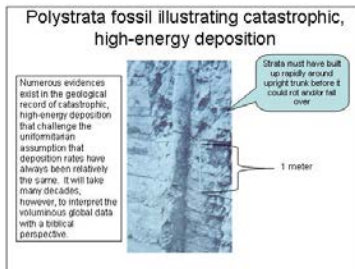 Polystrata fossil illustrating catastrophic,
high-energy deposition
Numerous evidences
exist in the geological
record of catastrophic,
high-energy deposition
that challenge the
uniformitarian
assumption that
deposition rates have
always been relatively
the same. It will take
many decades,
however, to interpret the
voluminous global data
with a biblical
perspective.
Strata must have built
up rapidly around
upright trunk before it
could rot and/or fall
over
1 meter